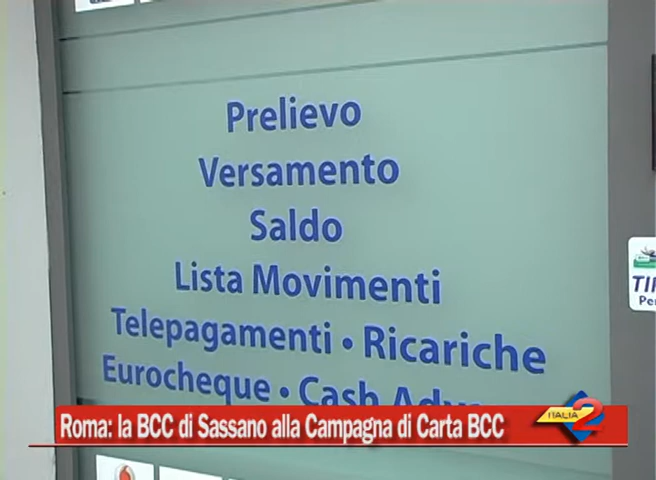 Prelievo
Versamento
Saldo
Lista Movimenti
Telepagamenti • Ricariche
Eurocheque • Cash
Roma: la BCC di Sassano alla Campagna di Carta BCC
ITALIA 2